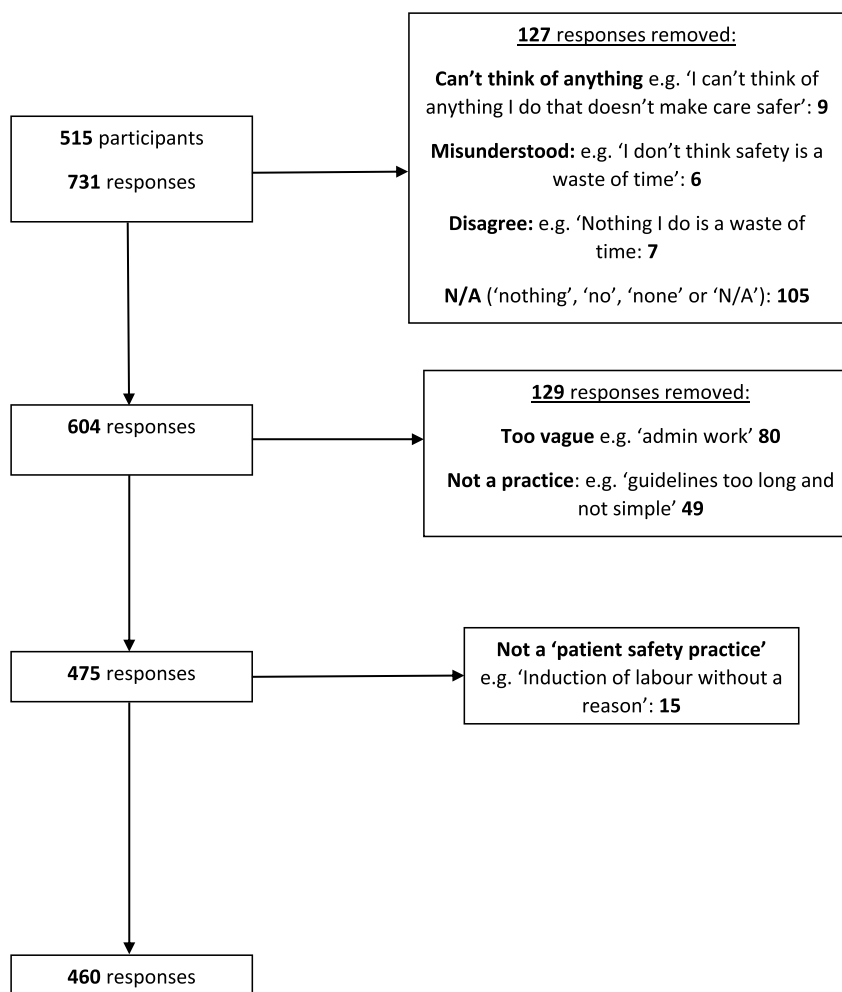 127 responses removed:
Can't think of anything e.g. ‘I can’t think of
anything I do that doesn’t make care safer’: 9
515 participants
731 responses
Misunderstood: e.g. ‘I don’t think safety is a
waste of time’: 6
Disagree: e.g. ‘Nothing I do is a waste of
time: 7
N/A (‘nothing’, ‘no’, ‘none’ or ‘N/A’): 105
604 responses
129 responses removed:
Too vague e.g. ‘admin work’ 80
Not a practice: e.g. ‘guidelines too long and
not simple’ 49
475 responses
Not a ‘patient safety practice’
e.g. ‘Induction of labour without a
reason’: 15
460 responses